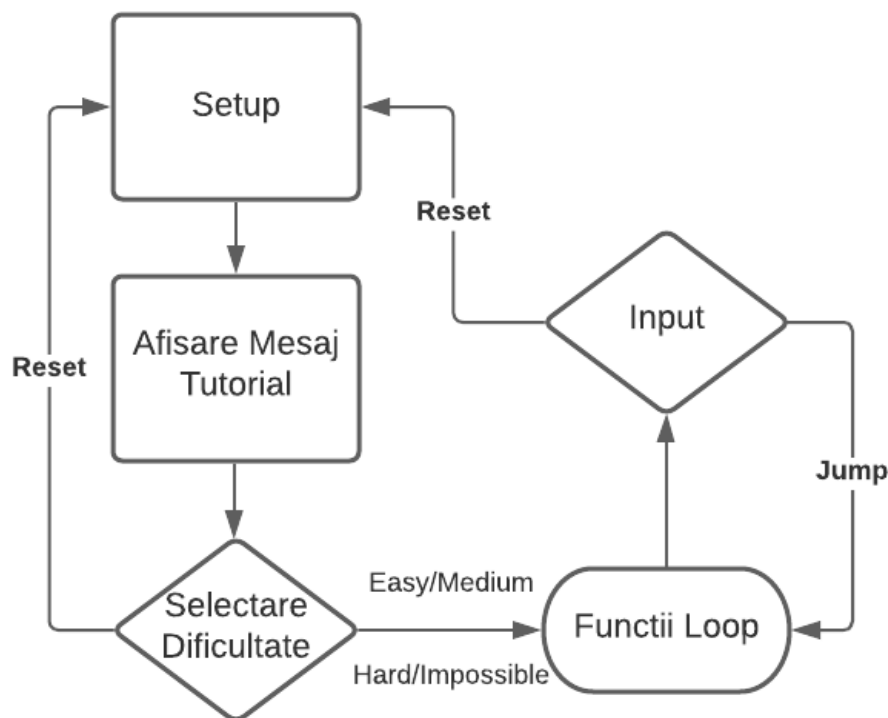 Setup
Reset
Input
Afisare Mesaj
Tutorial
Reset
Jump
Easy/Medium
Selectare
Dificultate
Functii Loop
Hard/Impossible